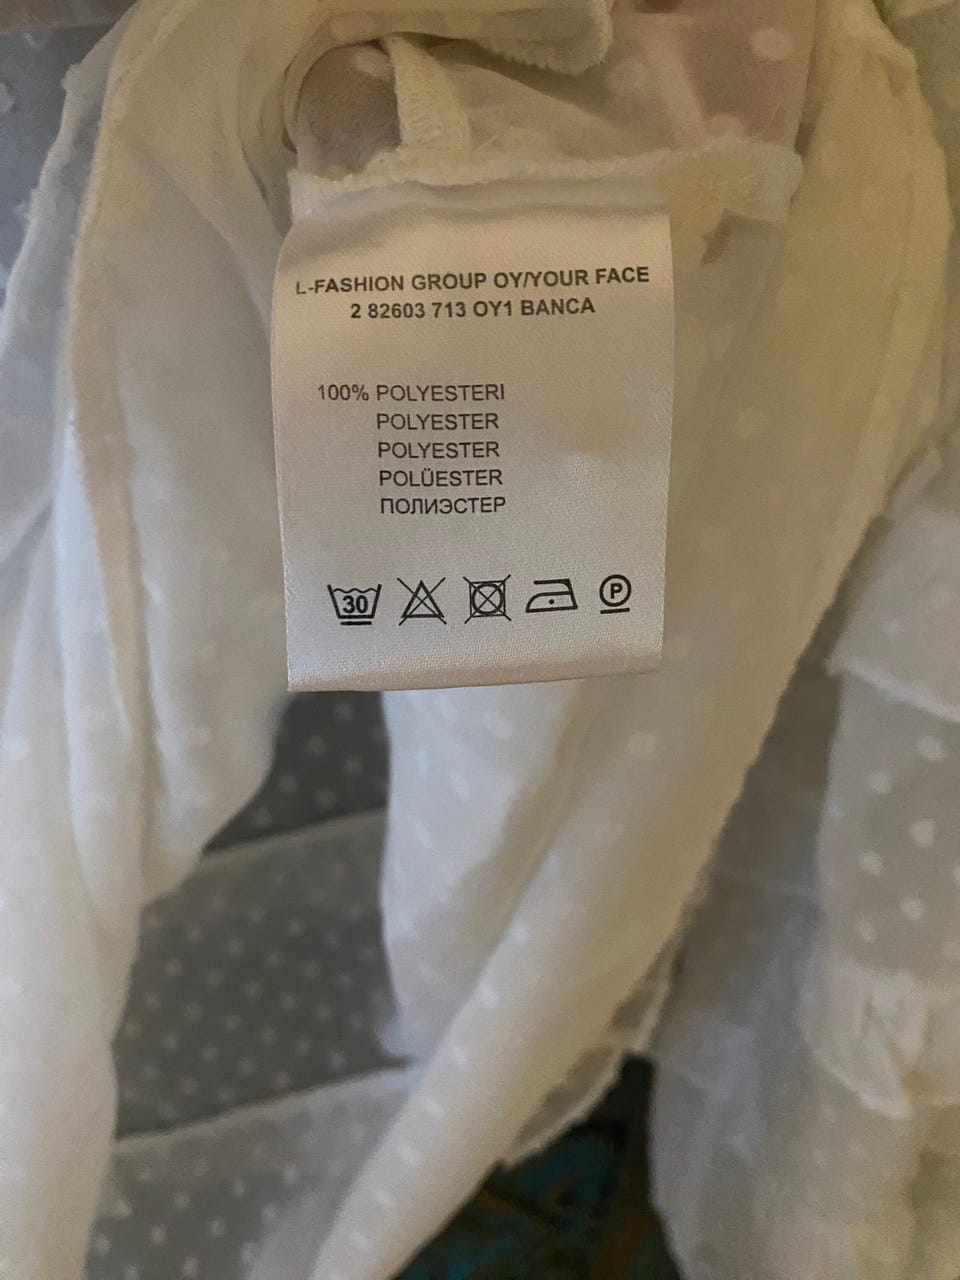 L-FASHION GROUP OY/YOUR FACE
2 82603 713 OY1 BANCA
100% POLYESTERI
POLYESTER
POLYESTER
POLÜESTER
ПОЛИЭСТЕР
30 P